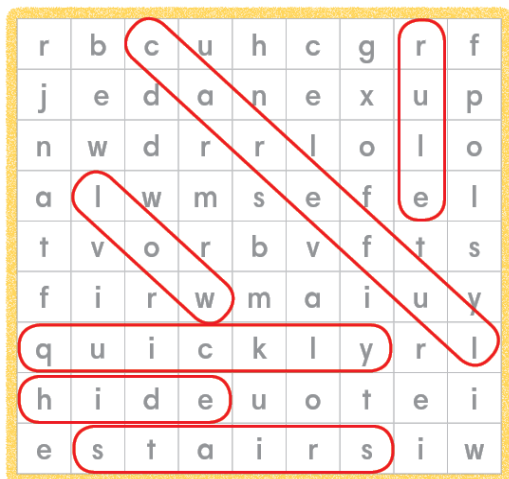 r b c u h c g r f
j e d a n e x u p
n w d r r l o l o
a l w m s e f e l
t v o r b v f t s
f i r w m a i u y
q u i c k l y r l
h i d e u o t e i
e s t a i r s i w